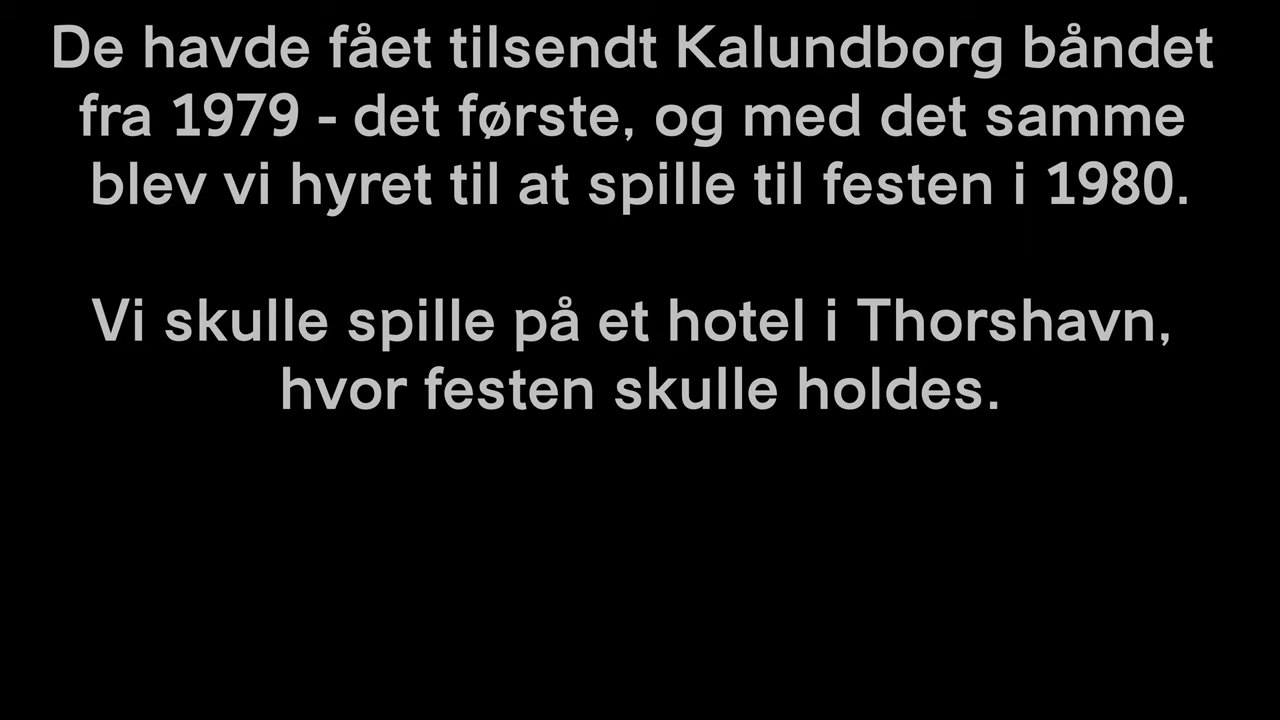 De havde fået tilsendt Kalundborg båndet
fra 1979 - det første, og med det samme
blev vi hyret til at spille til festen i 1980.
Vi skulle spille på et hotel i Thorshavn,
hvor festen skulle holdes.